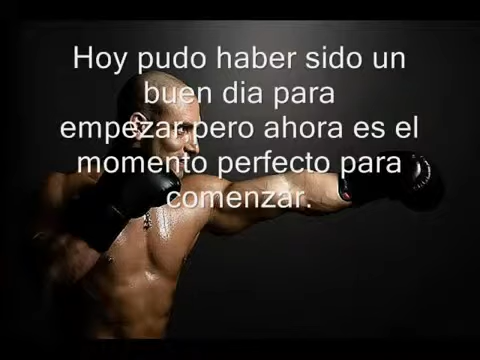 Hoy pudo haber sido un
buen dia para
empezar pero ahora es el
momento perfecto para
comenzar.